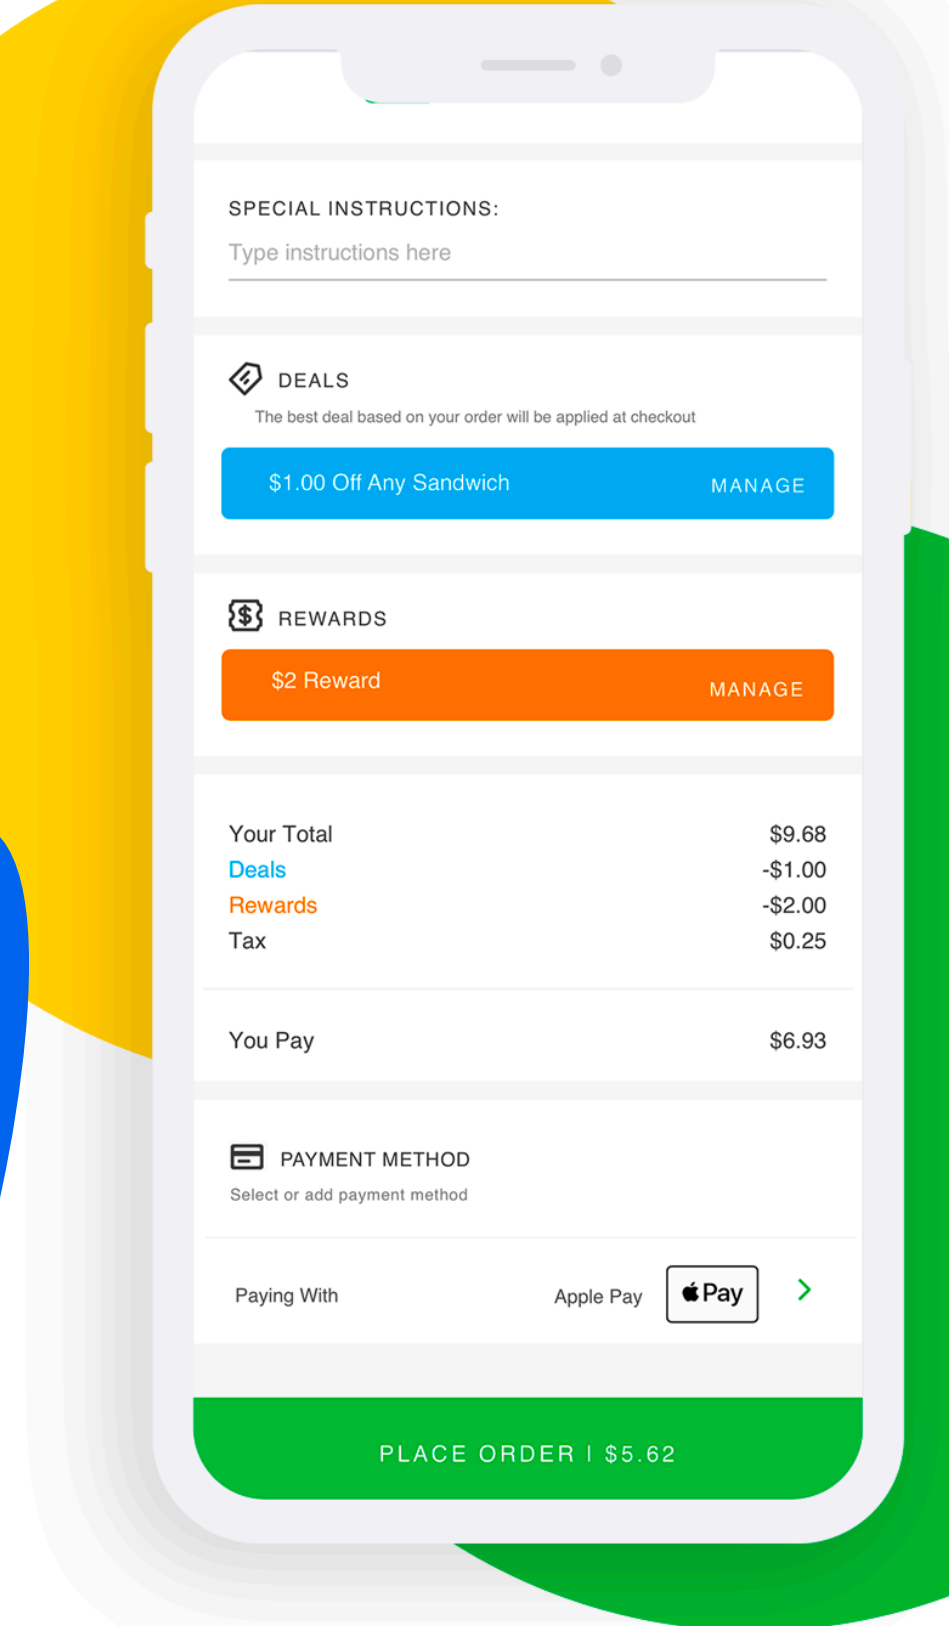 SPECIAL INSTRUCTIONS:
Type instructions here
DEALS
The best deal based on your order will be applied at checkout
$1.00 Off Any Sandwich MANAGE
REWARDS
$2 Reward MANAGE
Your Total $9.68
Deals -$1.00
Rewards -$2.00
Tax $0.25
You Pay $6.93
PAYMENT METHOD
Select or add payment method
Paying With Apple Pay Pay
PLACE ORDER | $5.62